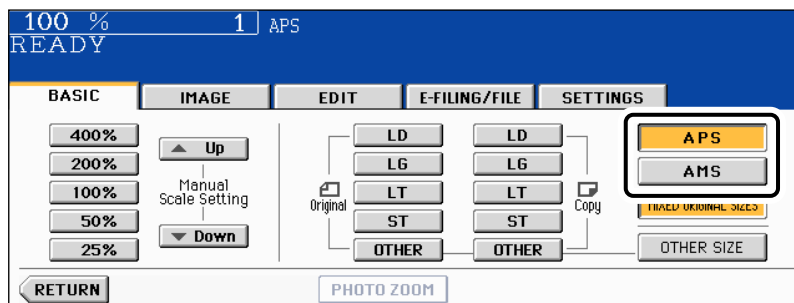 100 % 1 APS
READY
BASIC IMAGE EDIT E-FILING/FILE SETTINGS
400% Up LD LD APS
200% LG LG AMS
100% Manual Scale Setting Original LT LT Copy MIXED ORIGINAL SIZES
50% Down ST ST
25% OTHER OTHER OTHER SIZE
RETURN PHOTO ZOOM